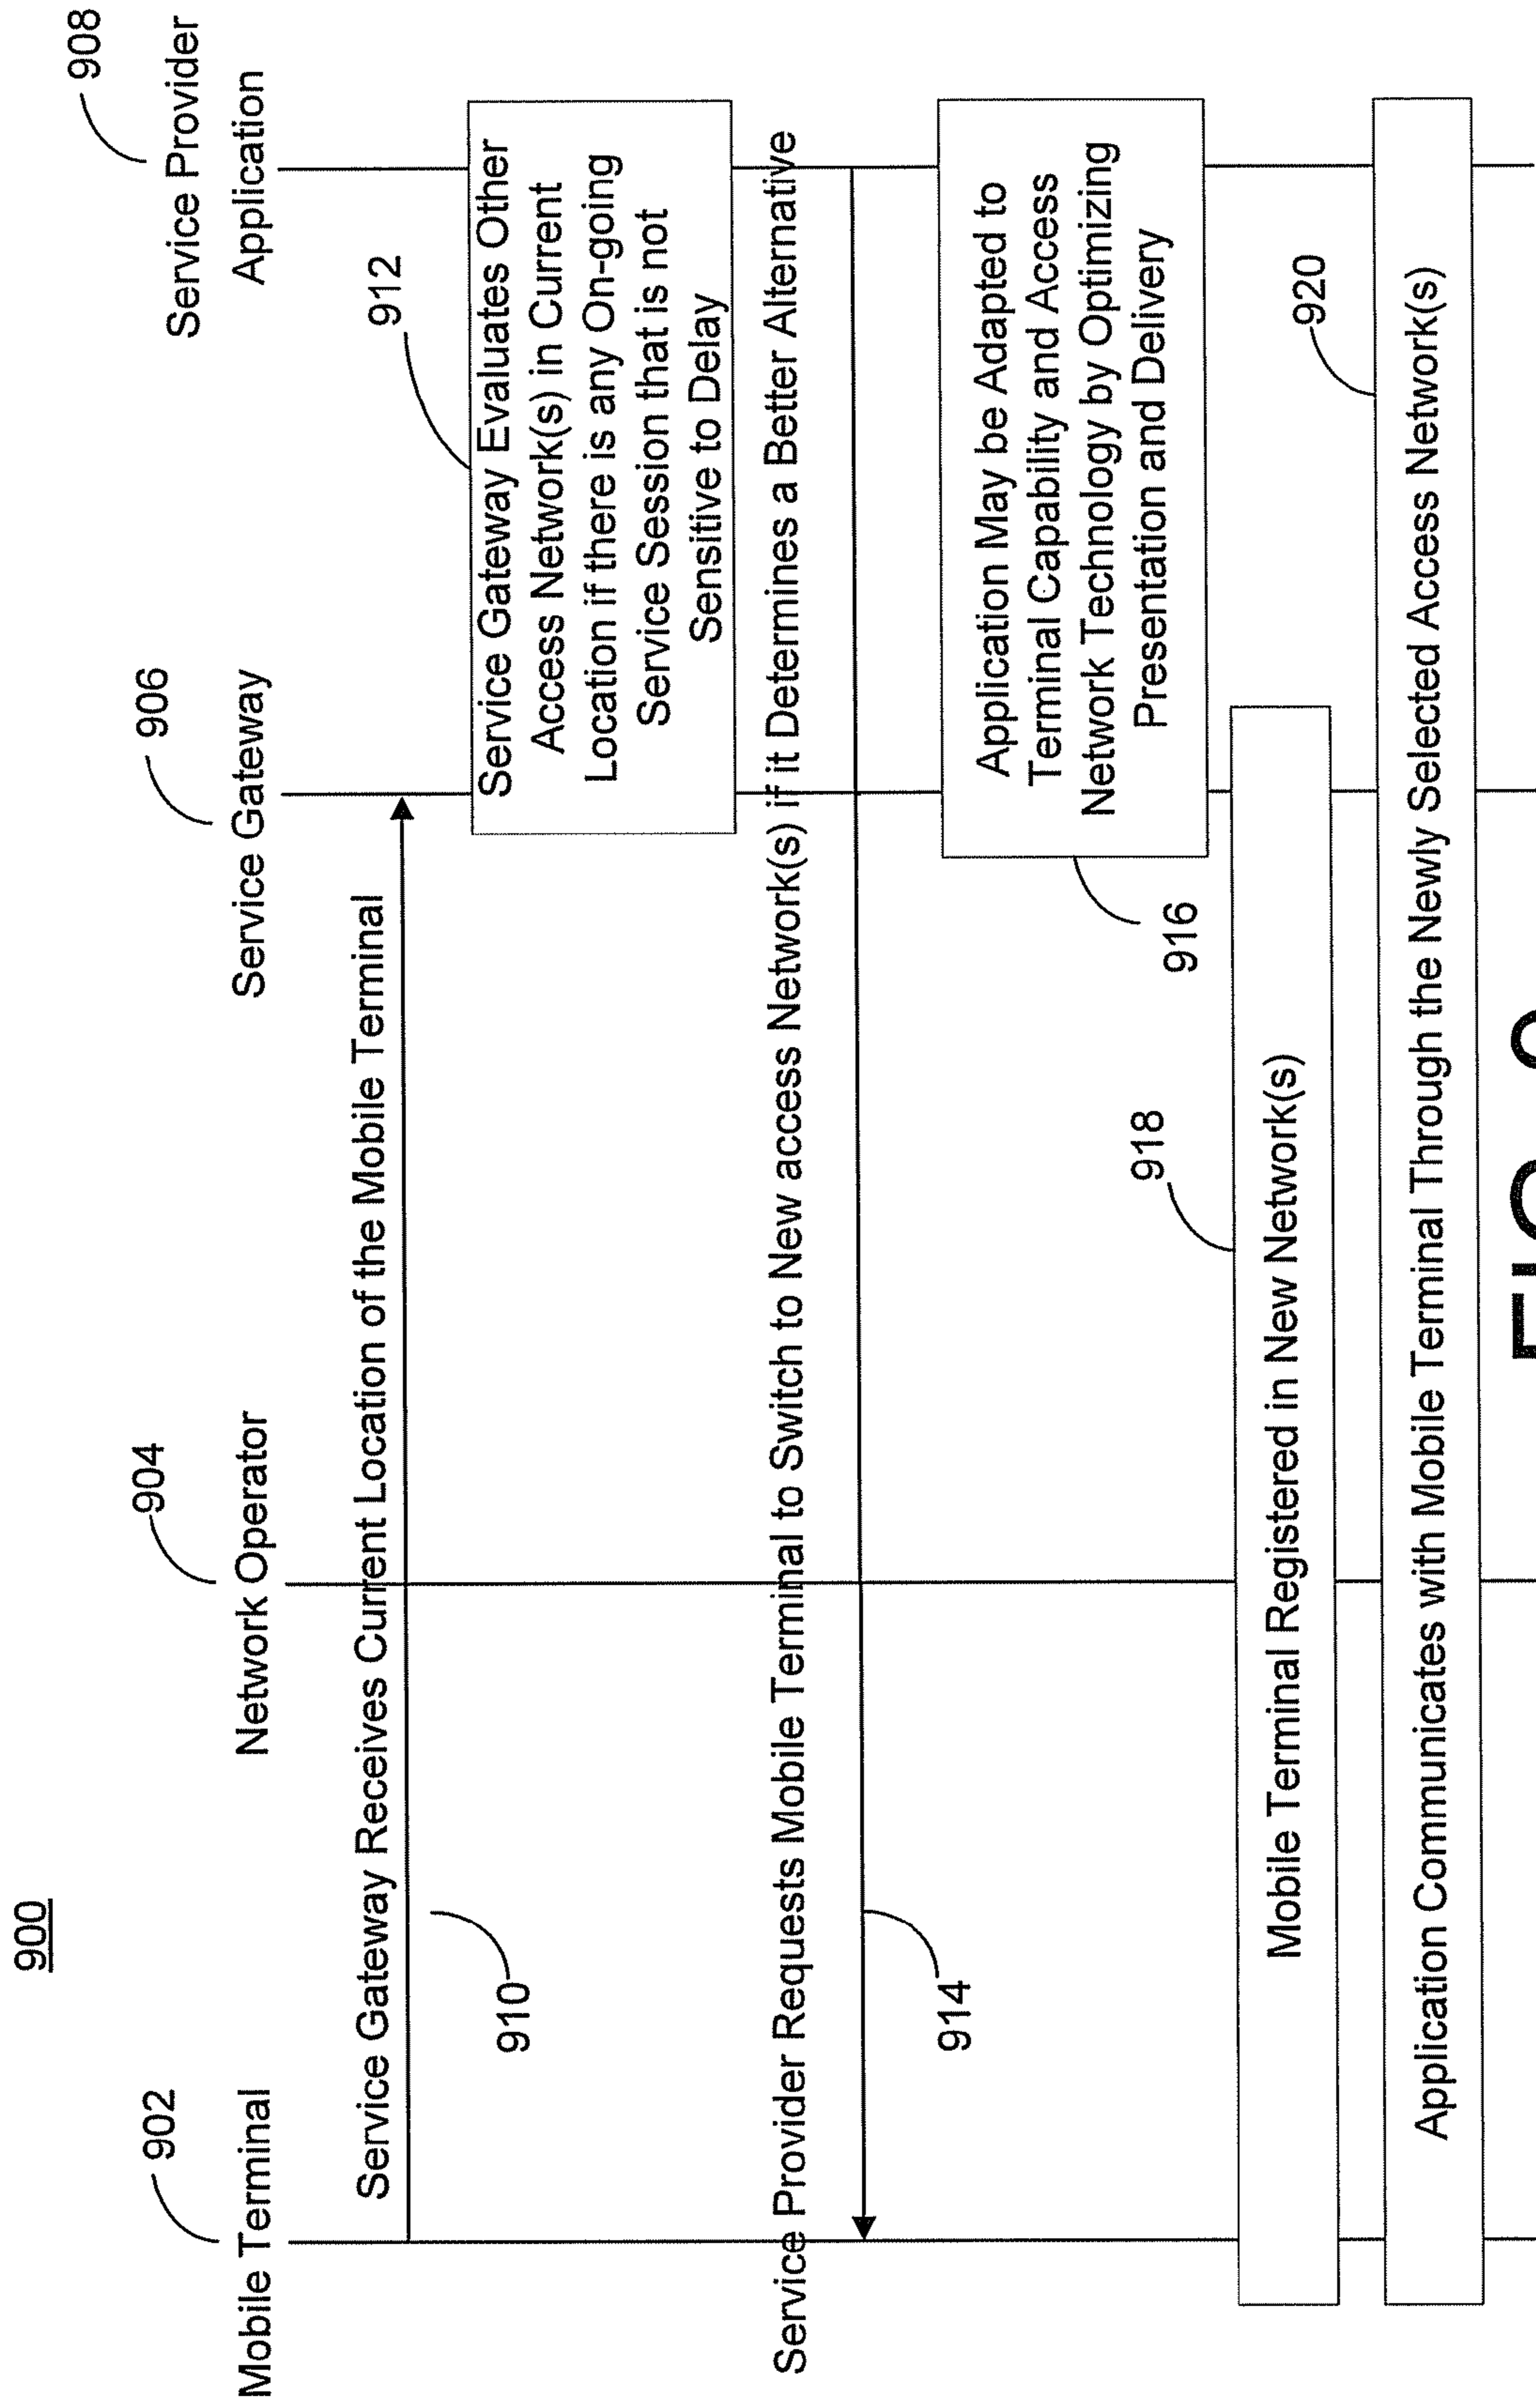 900
902
Mobile Terminal
904
Network Operator
906
Service Gateway
908
Service Provider
Application
Service Gateway Receives Current Location of the Mobile Terminal
910
912
Service Gateway Evaluates Other
Access Network(s) in Current
Location if there is any On-going
Service Session that is not
Sensitive to Delay
Service Provider Requests Mobile Terminal to Switch to New access Network(s) if it Determines a Better Alternative
914
Application May be Adapted to
Terminal Capability and Access
Network Technology by Optimizing
Presentation and Delivery
916
918
Mobile Terminal Registered in New Network(s)
920
Application Communicates with Mobile Terminal Through the Newly Selected Access Network(s)